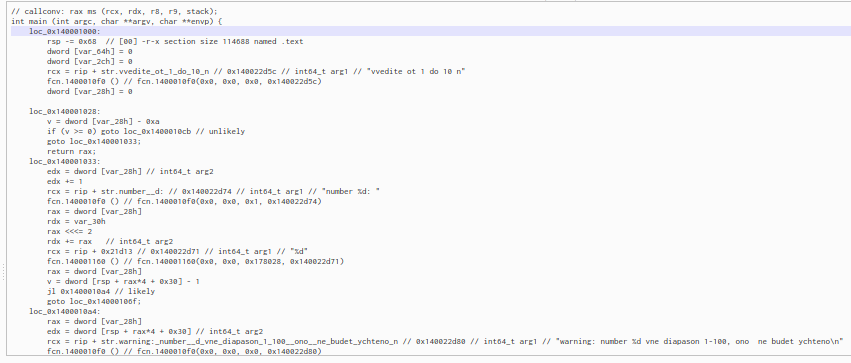 // callconv: rax ms (rcx, rdx, r8, r9, stack);
int main (int argc, char **argv, char **envp) {
loc_0x140001000:
rsp -= 0x68 // [00] -r-x section size 114688 named .text
dword [var_64h] = 0
dword [var_2ch] = 0
rcx = rip + str.vvedite_ot_1_do_10_n // 0x140022d5c // int64_t arg1 // "vvedite ot 1 do 10 n"
fcn.1400010f0 () // fcn.1400010f0(0x0, 0x0, 0x0, 0x140022d5c)
dword [var_28h] = 0
loc_0x140001028:
v = dword [var_28h] - 0xa
if (v >= 0) goto loc_0x1400010cb // unlikely
goto loc_0x140001033;
return rax;
loc_0x140001033:
edx = dword [var_28h] // int64_t arg2
edx += 1
rcx = rip + str.number__d: // 0x140022d74 // int64_t arg1 // "number %d: "
fcn.1400010f0 () // fcn.1400010f0(0x0, 0x0, 0x1, 0x140022d74)
rax = dword [var_28h]
rdx = var_30h
rax <<<= 2
rdx += rax // int64_t arg2
rcx = rip + 0x21d13 // 0x140022d71 // int64_t arg1 // "%d"
fcn.140001160 () // fcn.140001160(0x0, 0x0, 0x178028, 0x140022d71)
rax = dword [var_28h]
v = dword [rsp + rax*4 + 0x30] - 1
jl 0x1400010a4 // likely
goto loc_0x14000106f;
loc_0x1400010a4:
rax = dword [var_28h]
edx = dword [rsp + rax*4 + 0x30] // int64_t arg2
rcx = rip + str.warning:_number__d_vne_diapason_1_100__ono__ne_budet_ychteno_n // 0x140022d80 // int64_t arg1 // "warning: number %d vne diapason 1-100, ono  ne budet ychteno\n"
fcn.1400010f0 () // fcn.1400010f0(0x0, 0x0, 0x0, 0x140022d80)